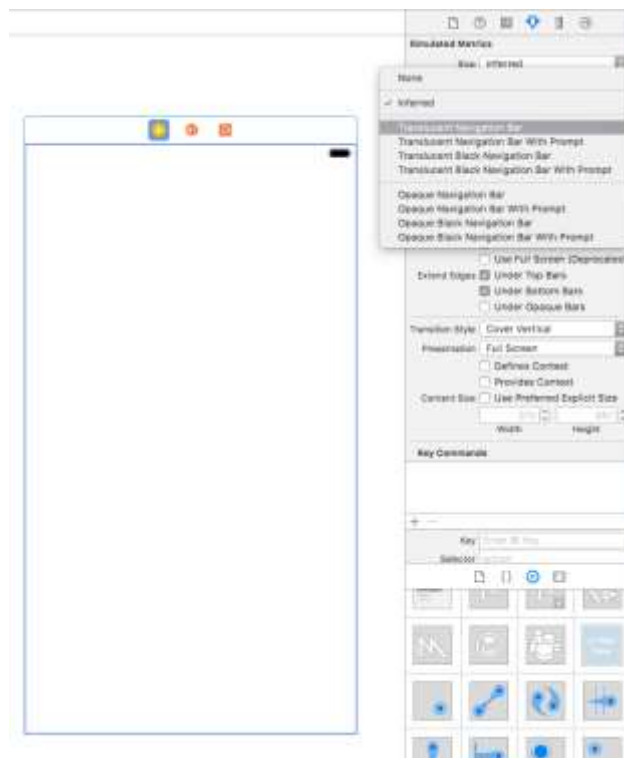 Simulated Metrics
Size Inferred
None
Inferred
Translucent Navigation Bar
Translucent Navigation Bar With Prompt
Translucent Black Navigation Bar
Translucent Black Navigation Bar With Prompt
Opaque Navigation Bar
Opaque Navigation Bar With Prompt
Opaque Black Navigation Bar
Opaque Black Navigation Bar With Prompt
Use Full Screen (Deprecated)
Extend Edges Under Top Bars
Under Bottom Bars
Under Opaque Bars
Transition Style Cover Vertical
Presentation Full Screen
Defines Context
Provides Context
Content Size Use Preferred Explicit Size
Width Height
Key Commands
Key
Selector